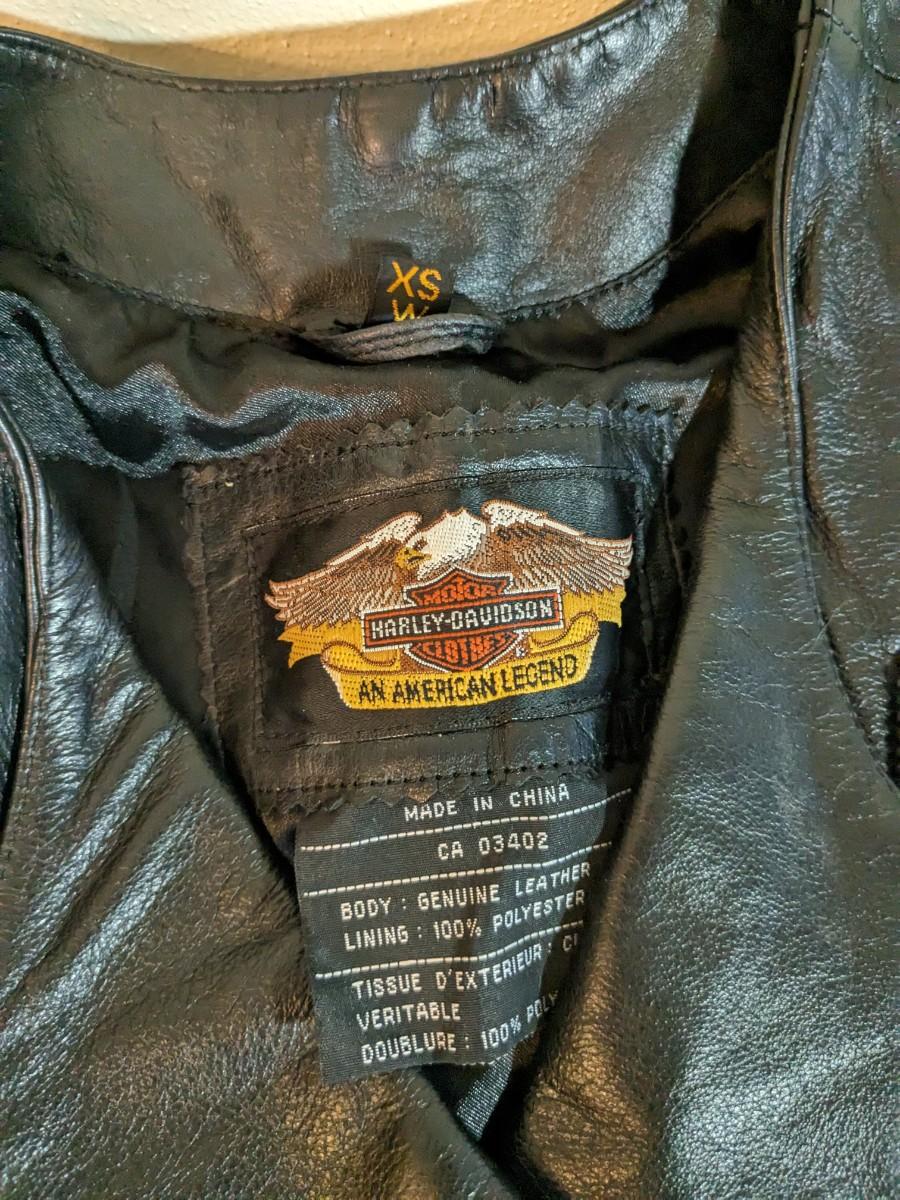 XS
W
MOTOR
HARLEY-DAVIDSON
CLOTHES
AN AMERICAN LEGEND
MADE IN CHINA
CA 03402
BODY : GENUINE LEATHER
LINING : 100% POLYESTER
TISSUE D'EXTERIEUR :
VERITABLE
DOUBLURE : 100%